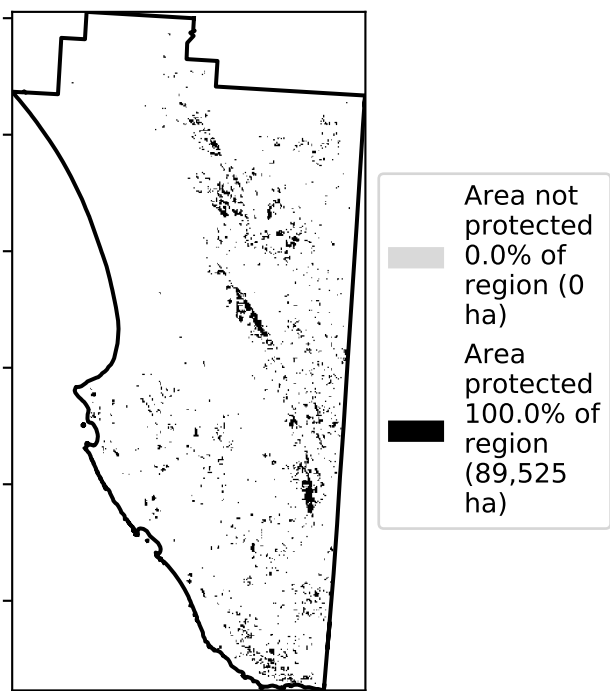 Area not
protected
0.0% of
region (0
ha)
Area
protected
100.0% of
region
(89,525
ha)